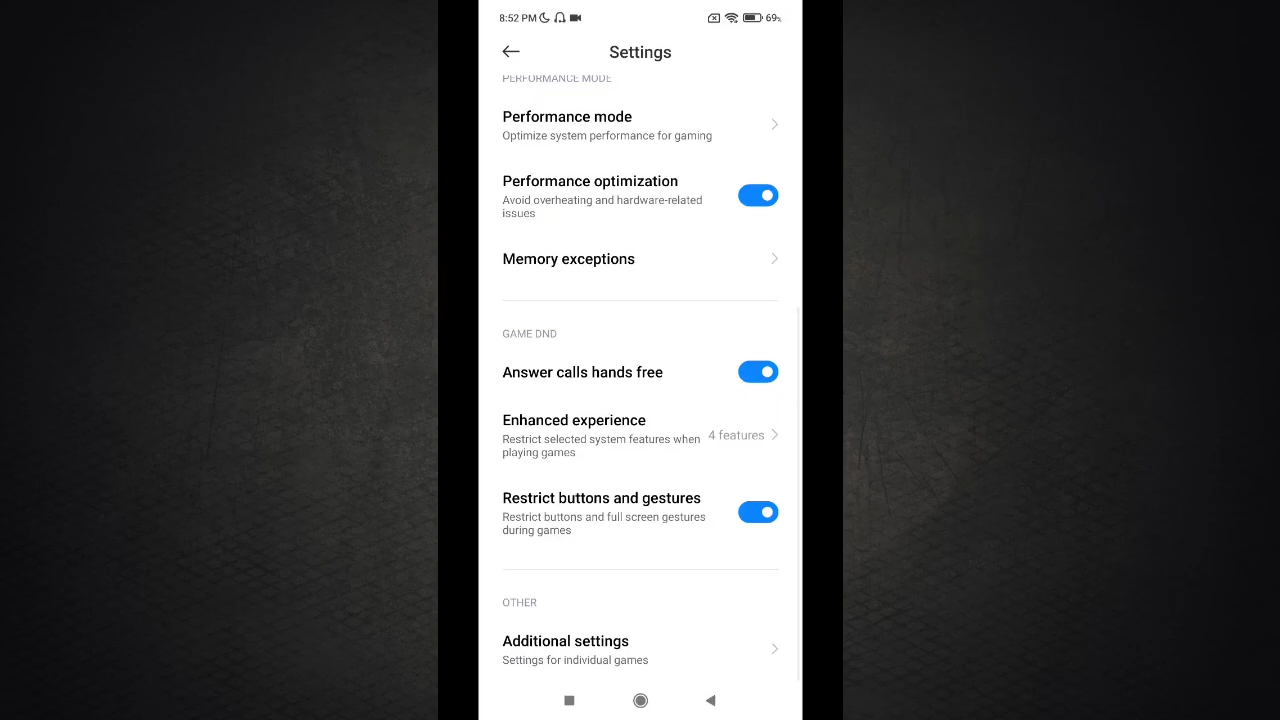 8:52 PM 69%
Settings
PERFORMANCE MODE
Performance mode
Optimize system performance for gaming
Performance optimization
Avoid overheating and hardware-related
issues
Memory exceptions
GAME DND
Answer calls hands free
Enhanced experience
Restrict selected system features when
playing games
4 features
Restrict buttons and gestures
Restrict buttons and full screen gestures
during games
OTHER
Additional settings
Settings for individual games